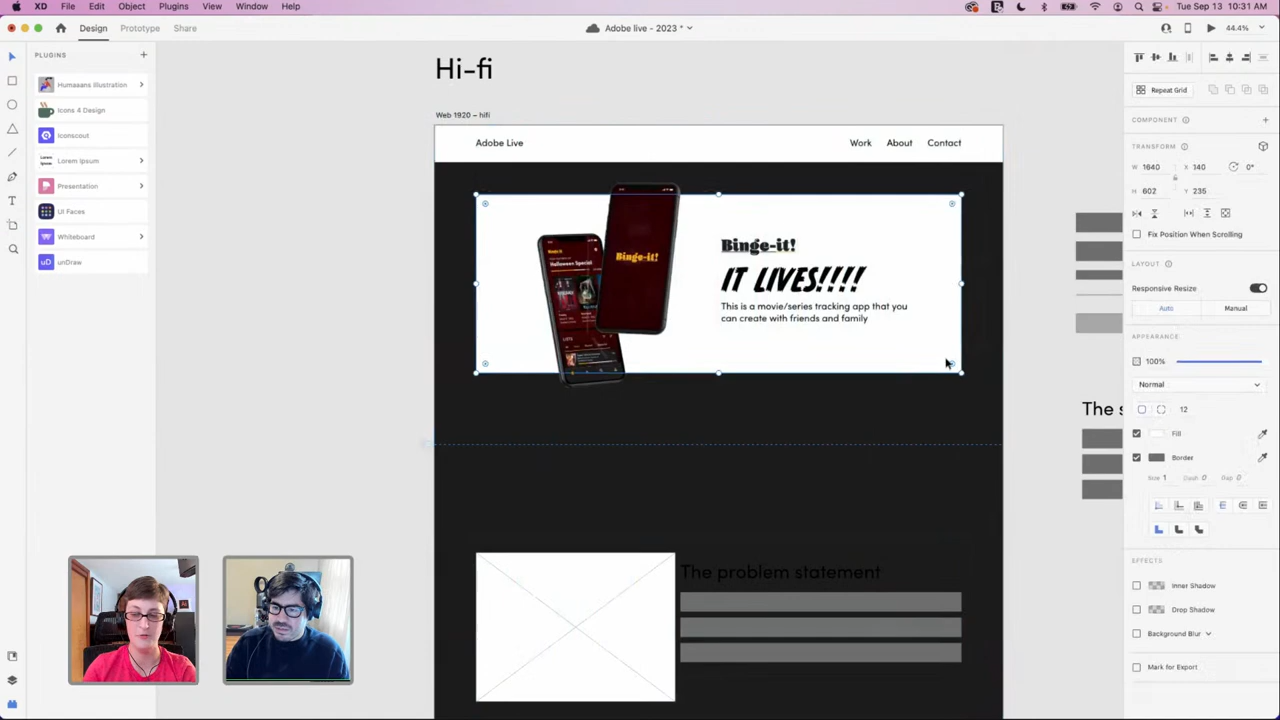 XD File Edit Object Plugins View Window Help
Tue Sep 13 10:31 AM
Design Prototype Share
Adobe live - 2023 *
44.4%
PLUGINS
Humaaans Illustration
Icons 4 Design
Iconscout
Lorem Ipsum
Lorem Ipsum
Presentation
UI Faces
Whiteboard
uD unDraw
Hi-fi
Web 1920 – hifi
Adobe Live
Work About Contact
Binge-it!
Halloween Special
Binge-it!
IT LIVES!!!!
This is a movie/series tracking app that you
can create with friends and family
The problem statement
The s
Repeat Grid
COMPONENT
TRANSFORM
W 1640 X 140 0°
H 602 Y 235
Fix Position When Scrolling
LAYOUT
Responsive Resize
Auto Manual
APPEARANCE
100%
Normal
12
Fill
Border
Size 1 Dash 0 Gap 0
EFFECTS
Inner Shadow
Drop Shadow
Background Blur
Mark for Export